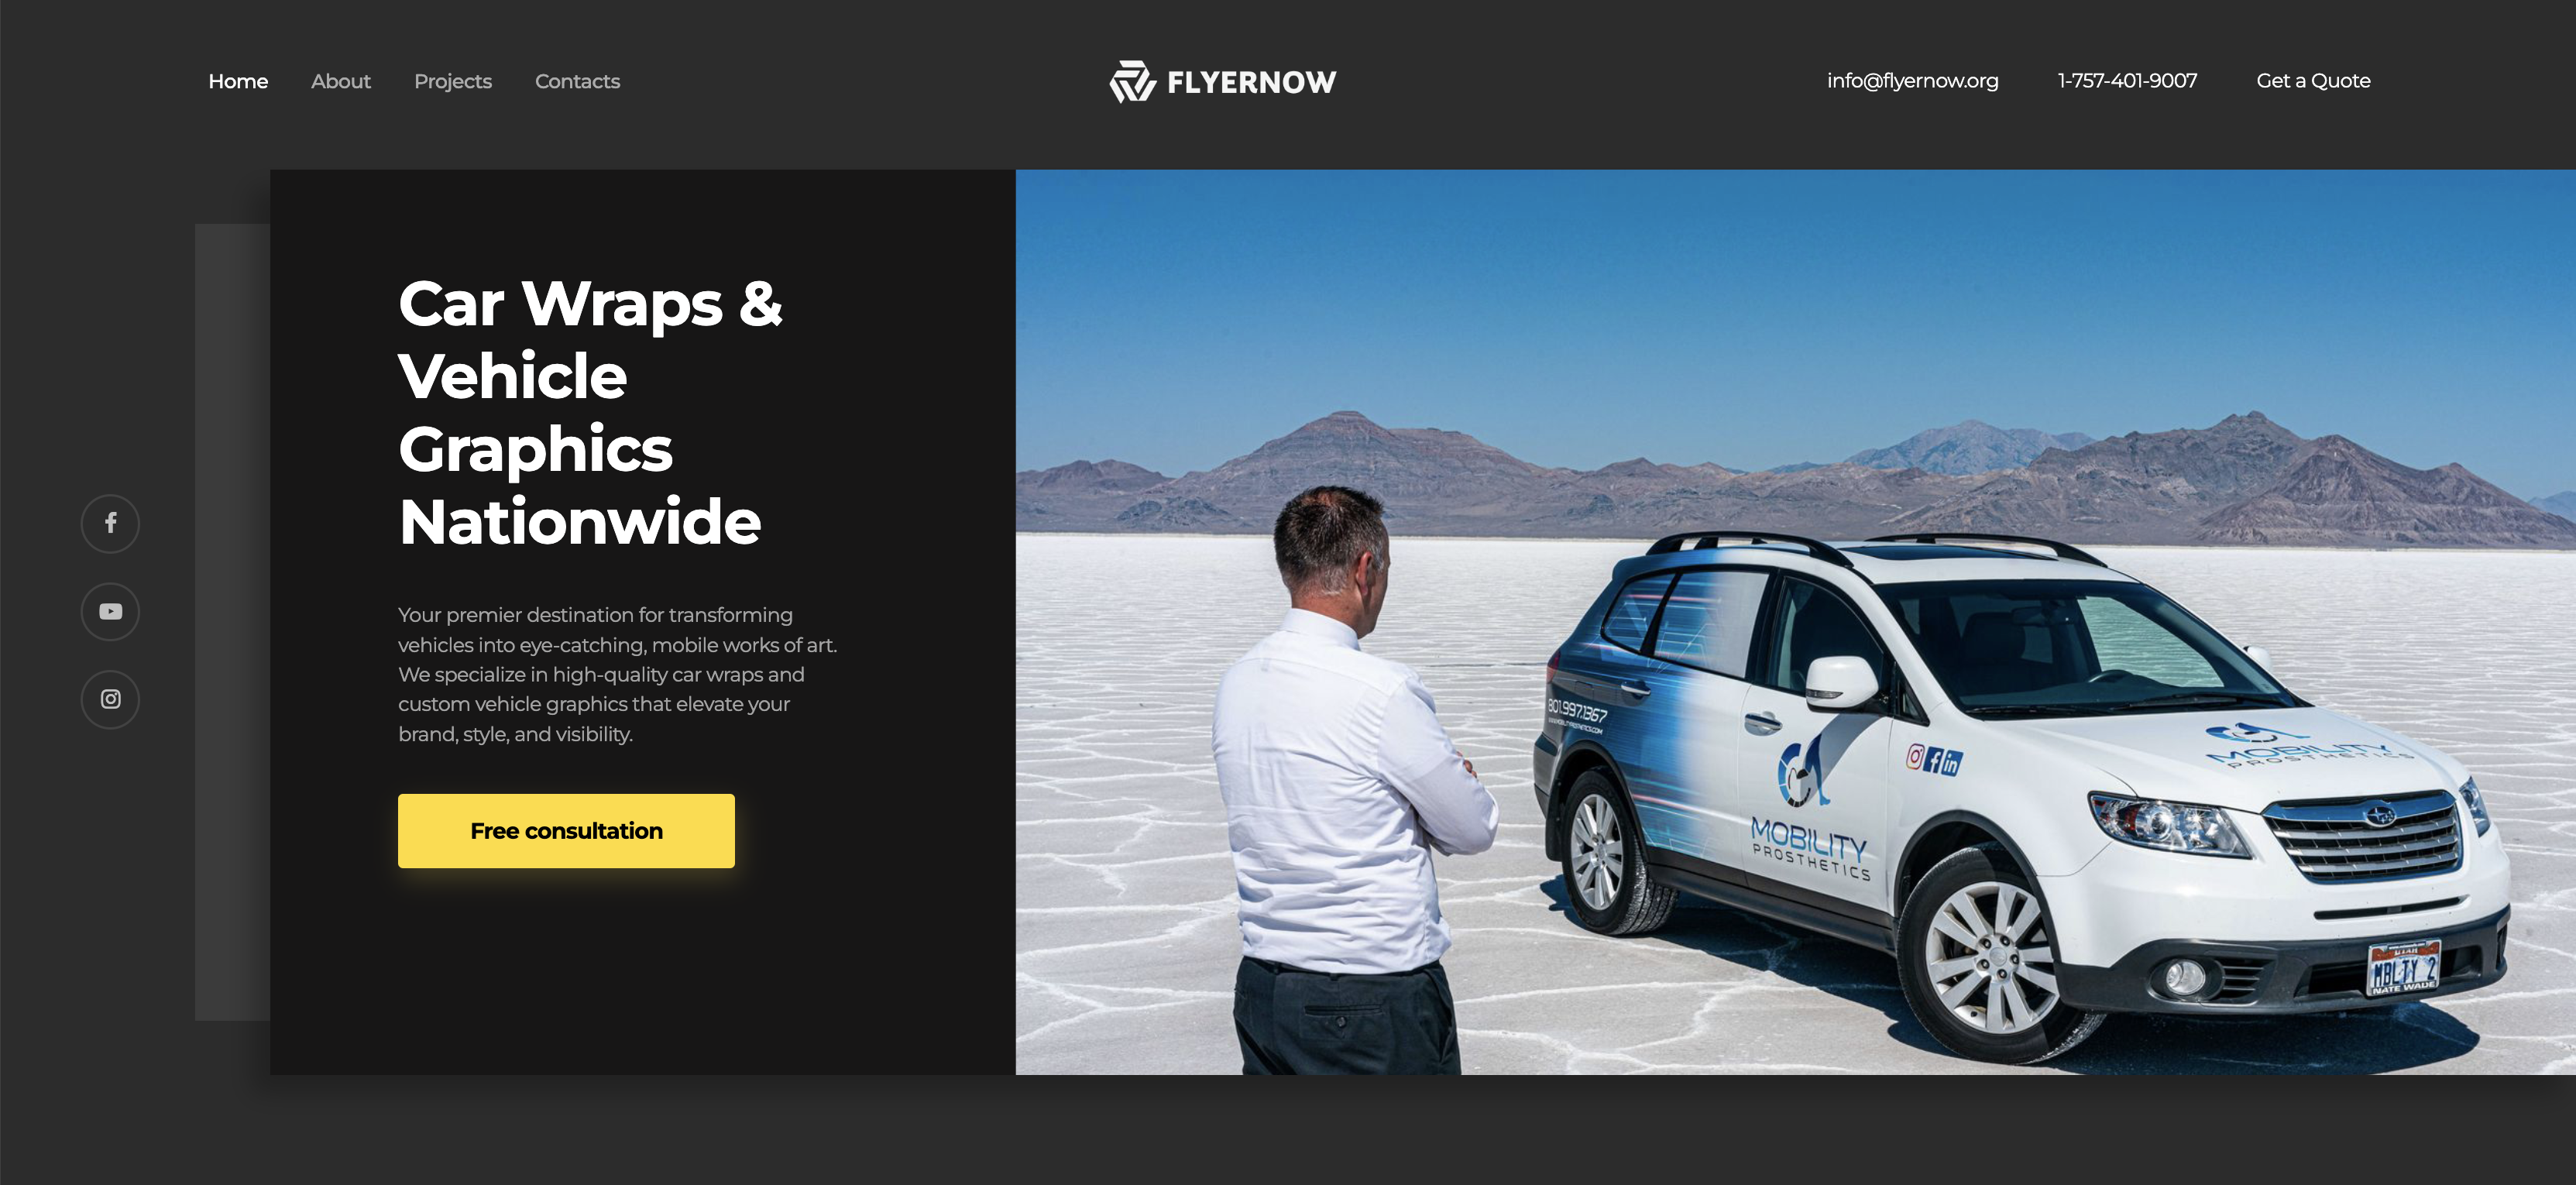 Home About Projects Contacts
FLYERNOW
info@flyernow.org 1-757-401-9007 Get a Quote
Car Wraps &
Vehicle
Graphics
Nationwide
Your premier destination for transforming
vehicles into eye-catching, mobile works of art.
We specialize in high-quality car wraps and
custom vehicle graphics that elevate your
brand, style, and visibility.
Free consultation
801.997.1367
MOBILITY
PROSTHETICS
in
MOBILITY
PROSTHETICS
UTAH
MBLTY 2
NATE WADE